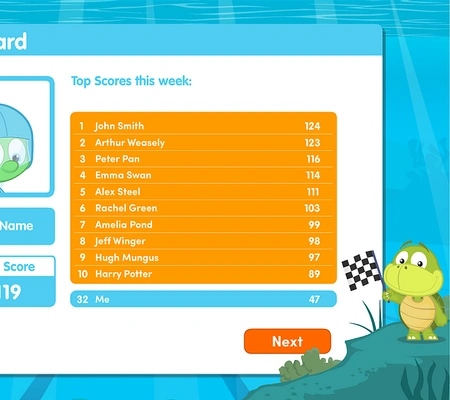 ard
Top Scores this week:
1 John Smith 124
2 Arthur Weasely 123
3 Peter Pan 116
4 Emma Swan 114
5 Alex Steel 111
6 Rachel Green 103
7 Amelia Pond 99
8 Jeff Winger 98
9 Hugh Mungus 97
10 Harry Potter 89
32 Me 47
Name
Score
119
Next